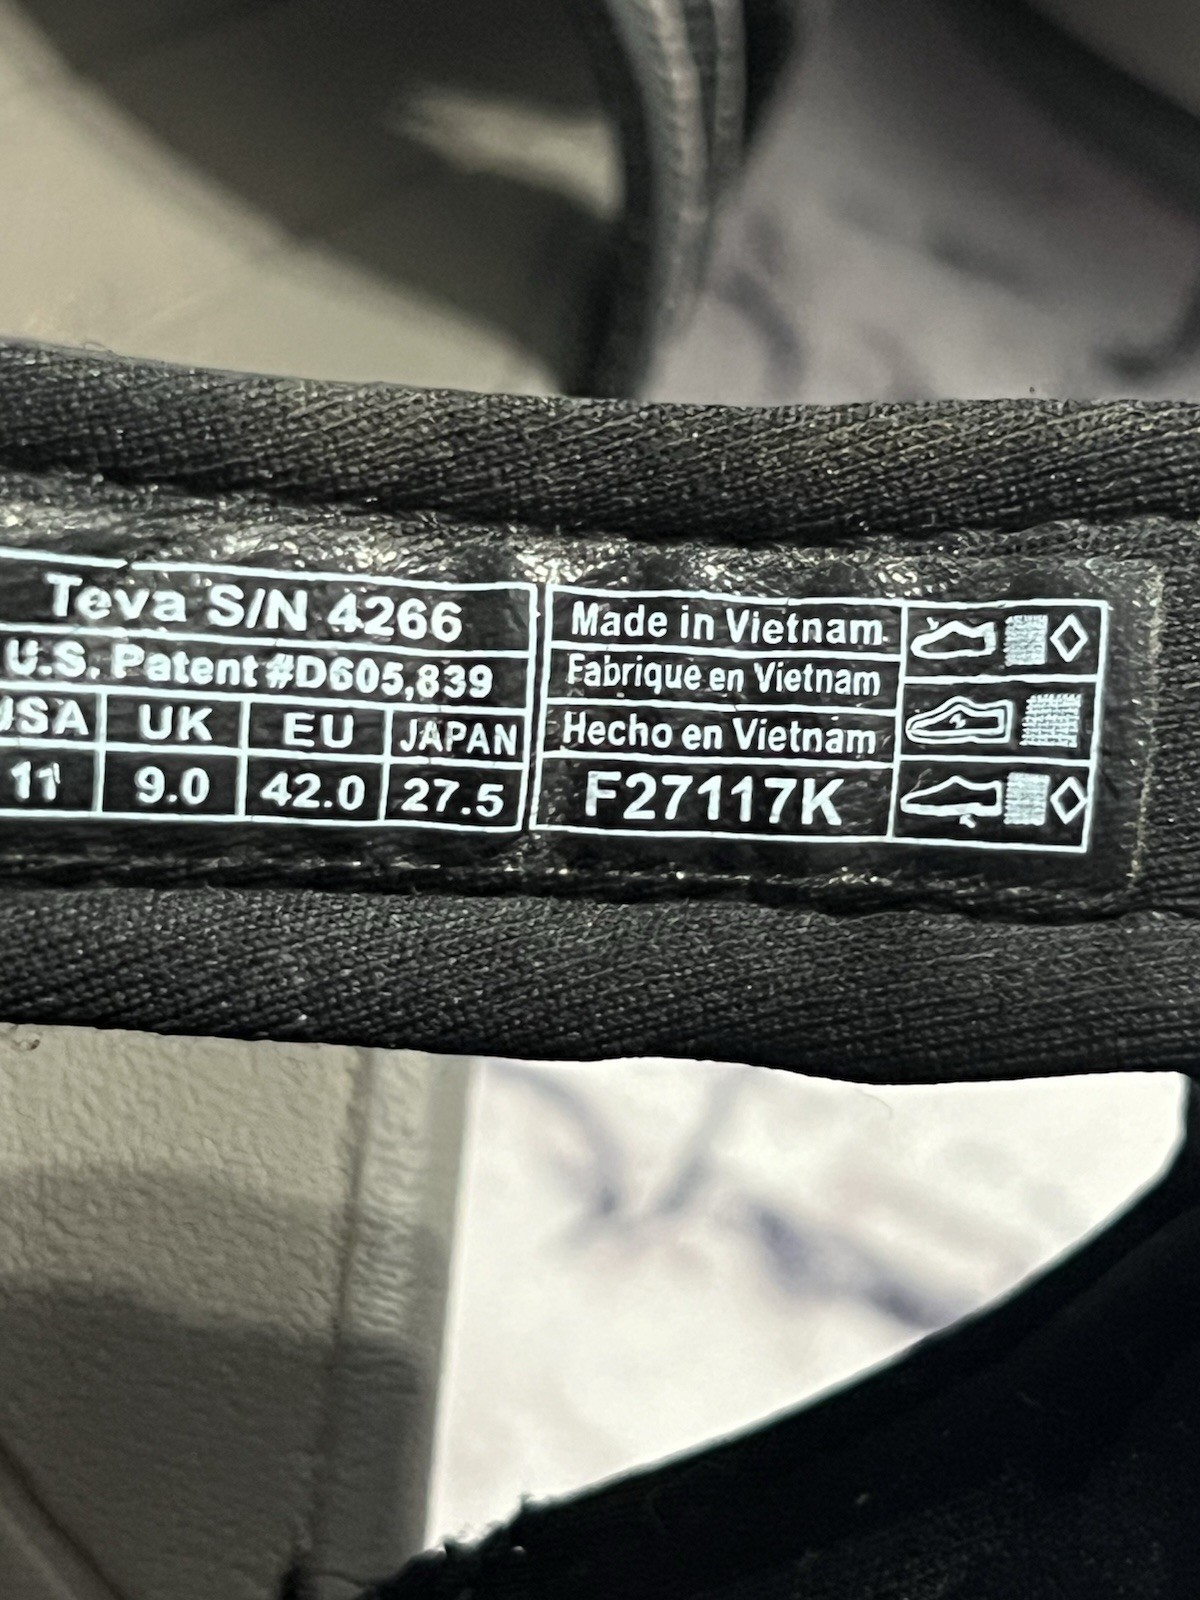 Teva S/N 4266
U.S. Patent #D605,839
USA UK EU JAPAN
11 9.0 42.0 27.5
Made in Vietnam
Fabrique en Vietnam
Hecho en Vietnam
F27117K